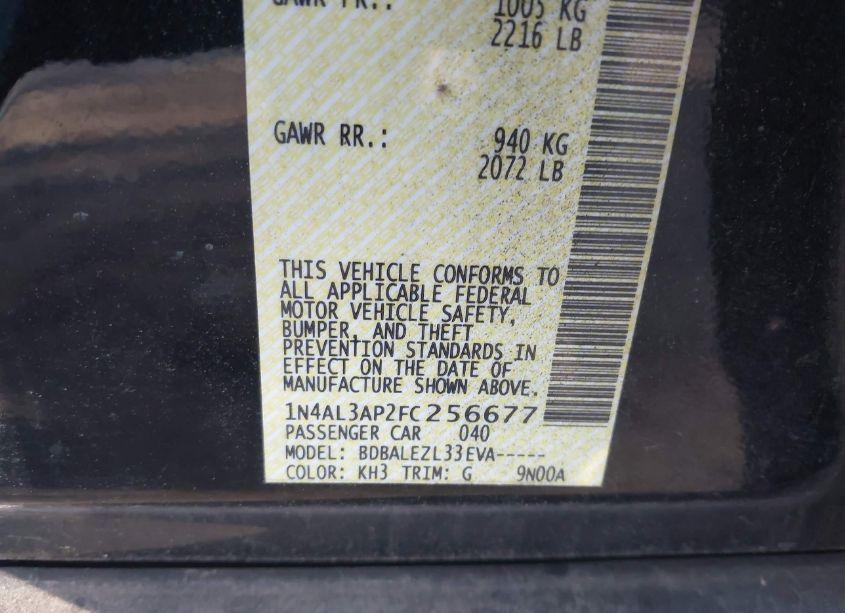 GAWR FR.: 1005 KG
2216 LB
GAWR RR.: 940 KG
2072 LB
THIS VEHICLE CONFORMS TO
ALL APPLICABLE FEDERAL
MOTOR VEHICLE SAFETY,
BUMPER, AND THEFT
PREVENTION STANDARDS IN
EFFECT ON THE DATE OF
MANUFACTURE SHOWN ABOVE.
1N4AL3AP2FC256677
PASSENGER CAR 040
MODEL: BDBALEZL33EVA-----
COLOR: KH3 TRIM: G 9N00A